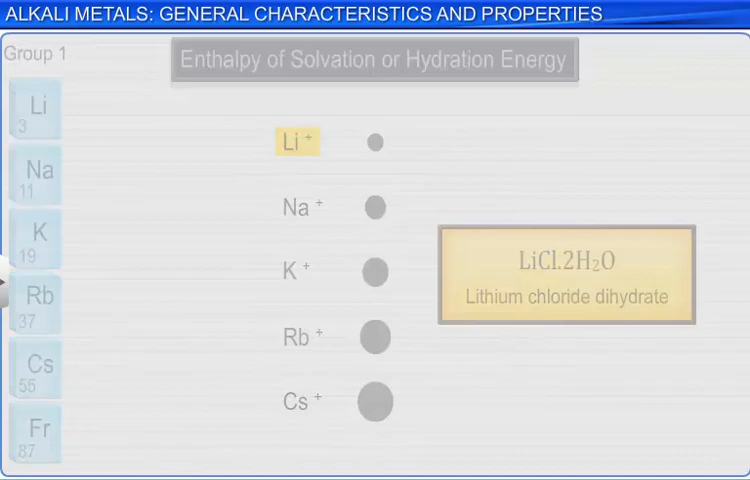 ALKALI METALS: GENERAL CHARACTERISTICS AND PROPERTIES
Group 1
Enthalpy of Solvation or Hydration Energy
Li
3
Na
11
K
19
Rb
37
Cs
55
Fr
87
Li +
Na +
K +
Rb +
Cs +
LiCl.2H₂O
Lithium chloride dihydrate